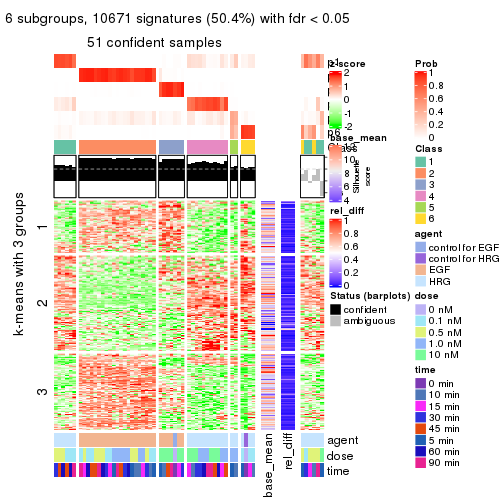 6 subgroups, 10671 signatures (50.4%) with fdr < 0.05
51 confident samples
k-means with 3 groups
1
2
3
Silhouette
score
base_mean
rel_diff
agent
dose
time
z-score
2
1
0
-1
-2
base_mean
10
8
6
4
rel_diff
1
0.8
0.6
0.4
0.2
0
Status (barplots)
confident
ambiguous
Prob
1
0.8
0.6
0.4
0.2
0
Class
1
2
3
4
5
6
agent
control for EGF
control for HRG
EGF
HRG
dose
0 nM
0.1 nM
0.5 nM
1.0 nM
10 nM
time
0 min
10 min
15 min
30 min
45 min
5 min
60 min
90 min